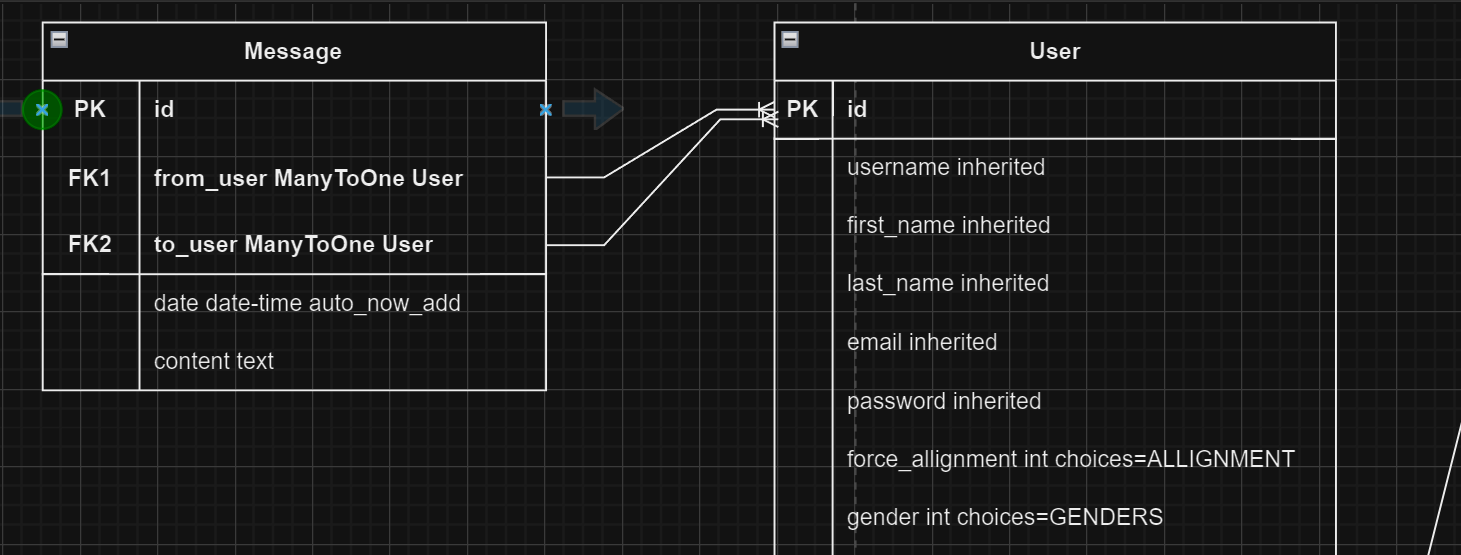 Message
PK id
FK1 from_user ManyToOne User
FK2 to_user ManyToOne User
date date-time auto_now_add
content text
User
PK id
username inherited
first_name inherited
last_name inherited
email inherited
password inherited
force_allignment int choices=ALLIGNMENT
gender int choices=GENDERS